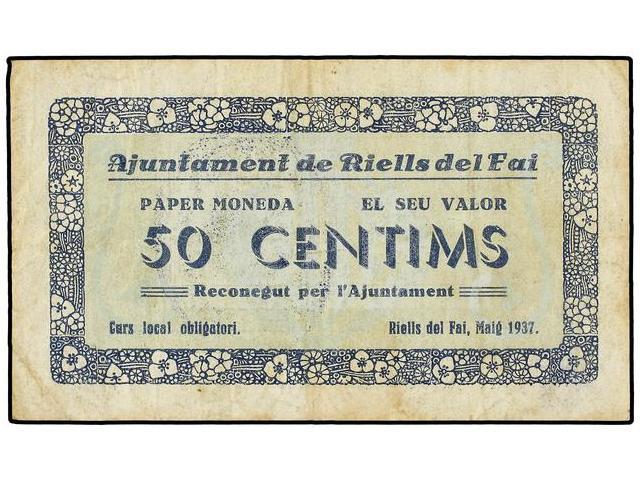 Ajuntament de Riells del Fai
PAPER MONEDA EL SEU VALOR
50 CENTIMS
Reconegut per l'Ajuntament
Curs local obligatori. Riells del Fai, Maig 1937.